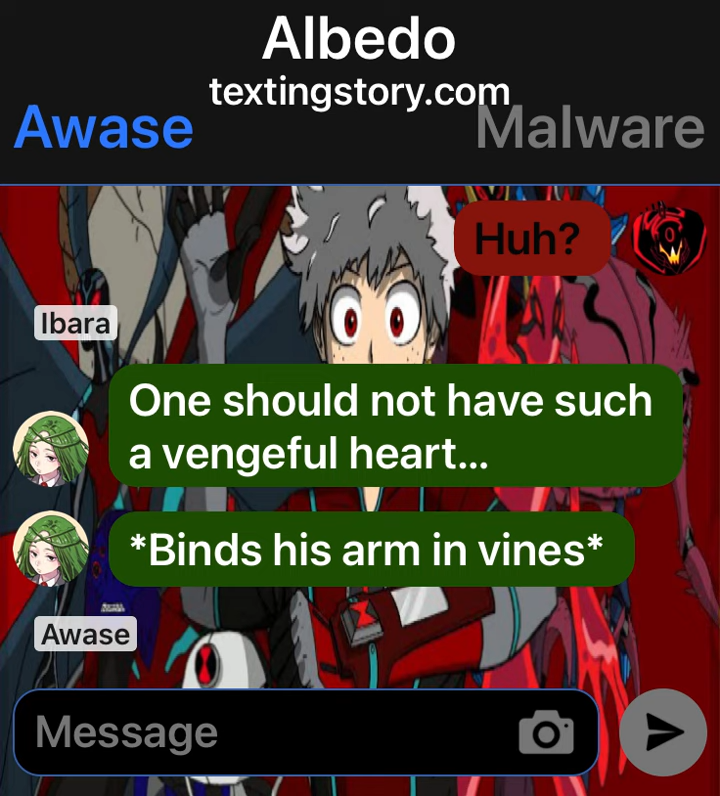 Albedo
textingstory.com
Awase
Malware
Huh?
Ibara
One should not have such
a vengeful heart...
*Binds his arm in vines*
Awase
Message